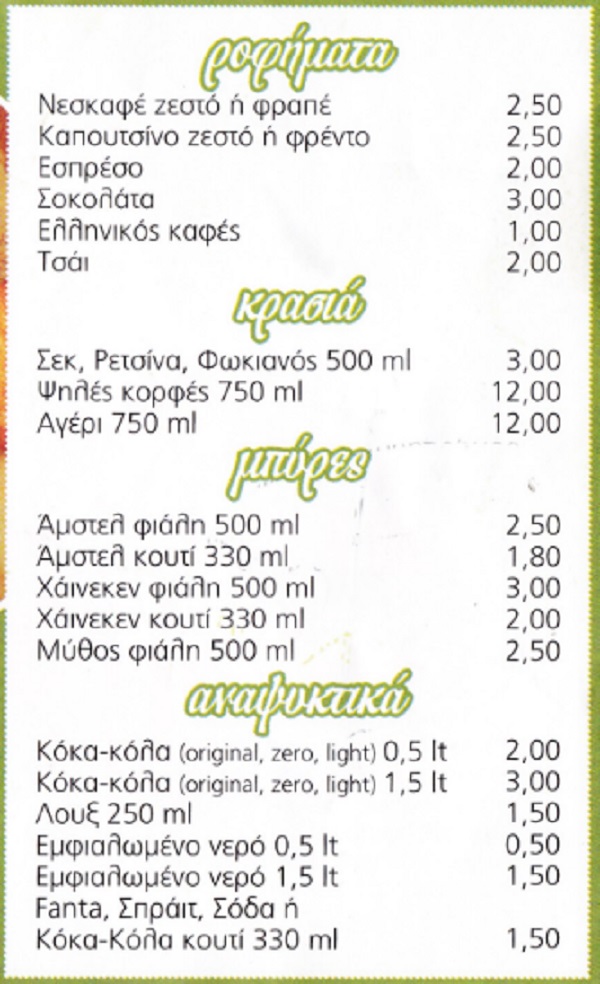 ροφήματα
Νεσκαφέ ζεστό ή φραπέ 2,50
Καπουτσίνο ζεστό ή φρέντο 2,50
Εσπρέσο 2,00
Σοκολάτα 3,00
Ελληνικός καφές 1,00
Τσάι 2,00
κρασιά
Σεκ, Ρετσίνα, Φωκιανός 500 ml 3,00
Ψηλές κορφές 750 ml 12,00
Αγέρι 750 ml 12,00
μπύρες
Άμστελ φιάλη 500 ml 2,50
Άμστελ κουτί 330 ml 1,80
Χάινεκεν φιάλη 500 ml 3,00
Χάινεκεν κουτί 330 ml 2,00
Μύθος φιάλη 500 ml 2,50
αναψυκτικά
Κόκα-κόλα (original, zero, light) 0,5 lt 2,00
Κόκα-κόλα (original, zero, light) 1,5 lt 3,00
Λουξ 250 ml 1,50
Εμφιαλωμένο νερό 0,5 lt 0,50
Εμφιαλωμένο νερό 1,5 lt 1,50
Fanta, Σπράιτ, Σόδα ή
Κόκα-Κόλα κουτί 330 ml 1,50